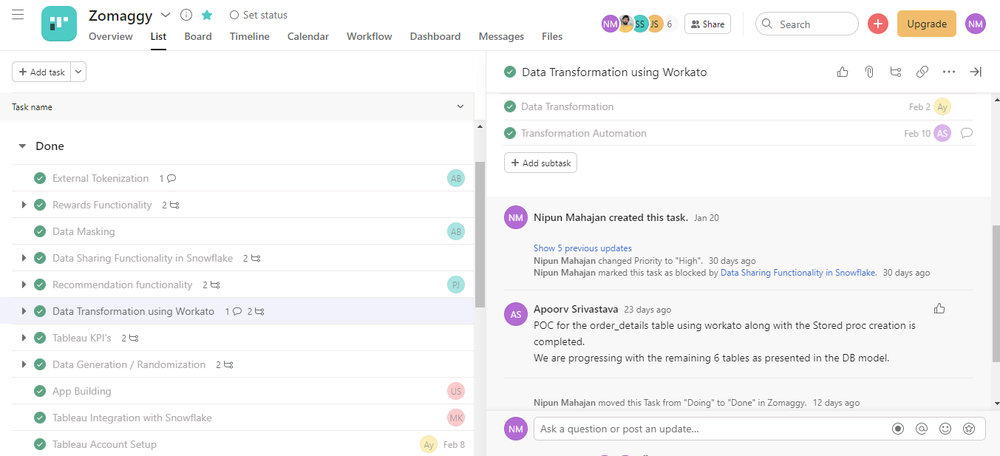 Zomaggy
Set status
Overview List Board Timeline Calendar Workflow Dashboard Messages Files
NM SS JS 6
Share
Search
Upgrade
NM
+ Add task
Task name
Done
External Tokenization 1 AB
Rewards Functionality 2
Data Masking AB
Data Sharing Functionality in Snowflake 2
Recommendation functionality 2 PJ
Data Transformation using Workato 1 2
Tableau KPI's 2
Data Generation / Randomization 2
App Building US
Tableau Integration with Snowflake MK
Tableau Account Setup Ay Feb 8
Data Transformation using Workato
Data Transformation Feb 2 Ay
Transformation Automation Feb 10 AS
+ Add subtask
NM Nipun Mahajan created this task. Jan 20
Show 5 previous updates
Nipun Mahajan changed Priority to "High". 30 days ago
Nipun Mahajan marked this task as blocked by Data Sharing Functionality in Snowflake. 30 days ago
AS Apoorv Srivastava 23 days ago
POC for the order_details table using workato along with the Stored proc creation is
completed.
We are progressing with the remaining 6 tables as presented in the DB model.
Nipun Mahajan moved this Task from "Doing" to "Done" in Zomaggy. 12 days ago
NM Ask a question or post an update...